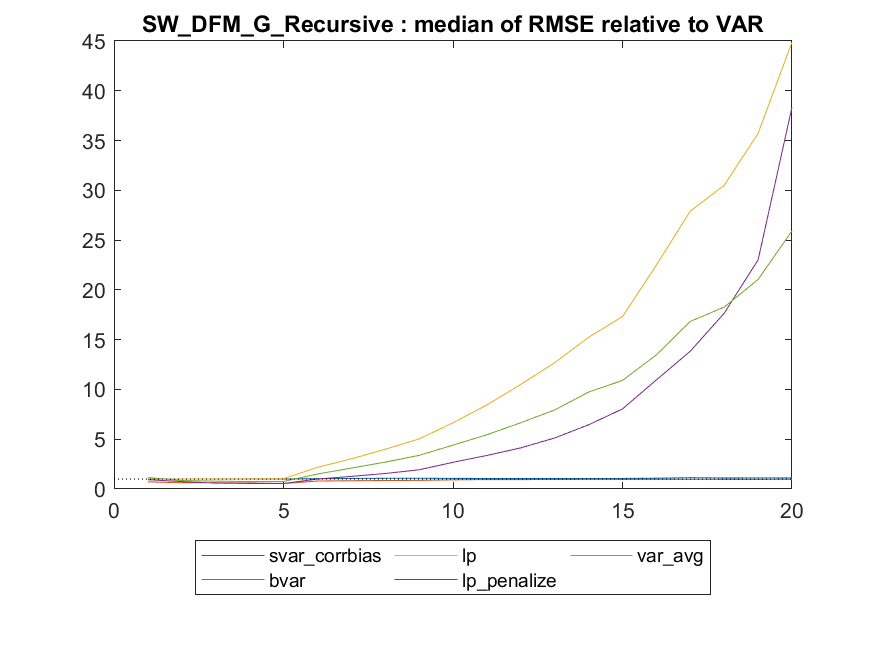 SW_DFM_G_Recursive : median of RMSE relative to VAR
45
40
35
30
25
20
15
10
5
0
0 5 10 15 20
svar_corrbias lp var_avg
bvar lp_penalize